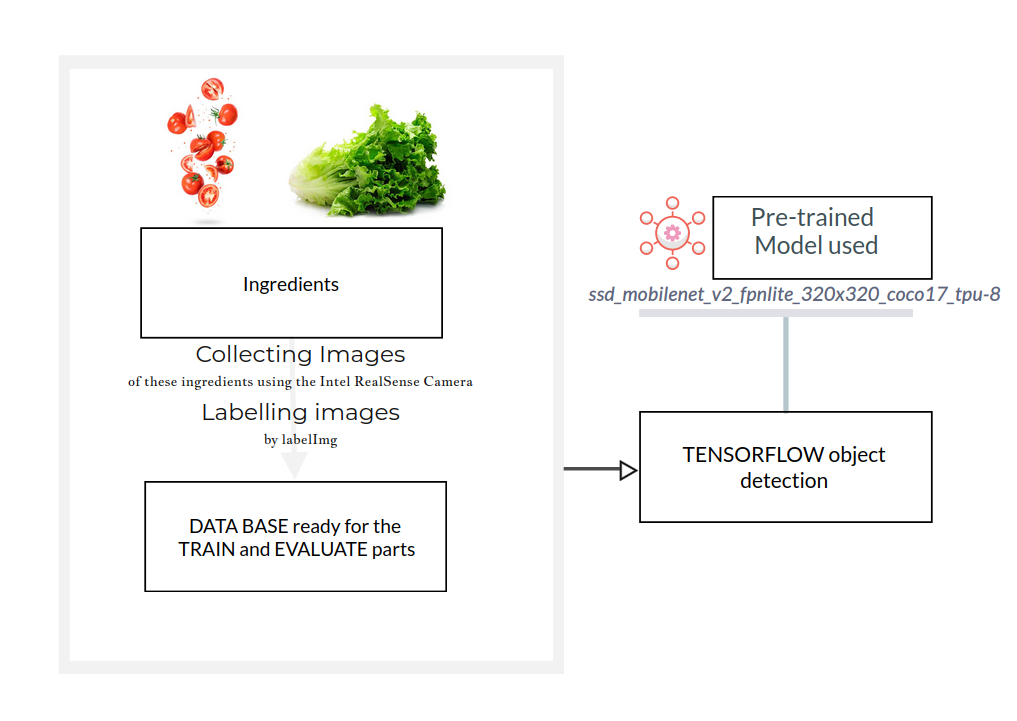 Ingredients
Collecting Images
of these ingredients using the Intel RealSense Camera
Labelling images
by labelImg
DATA BASE ready for the
TRAIN and EVALUATE parts
Pre-trained
Model used
ssd_mobilenet_v2_fpnlite_320x320_coco17_tpu-8
TENSORFLOW object
detection